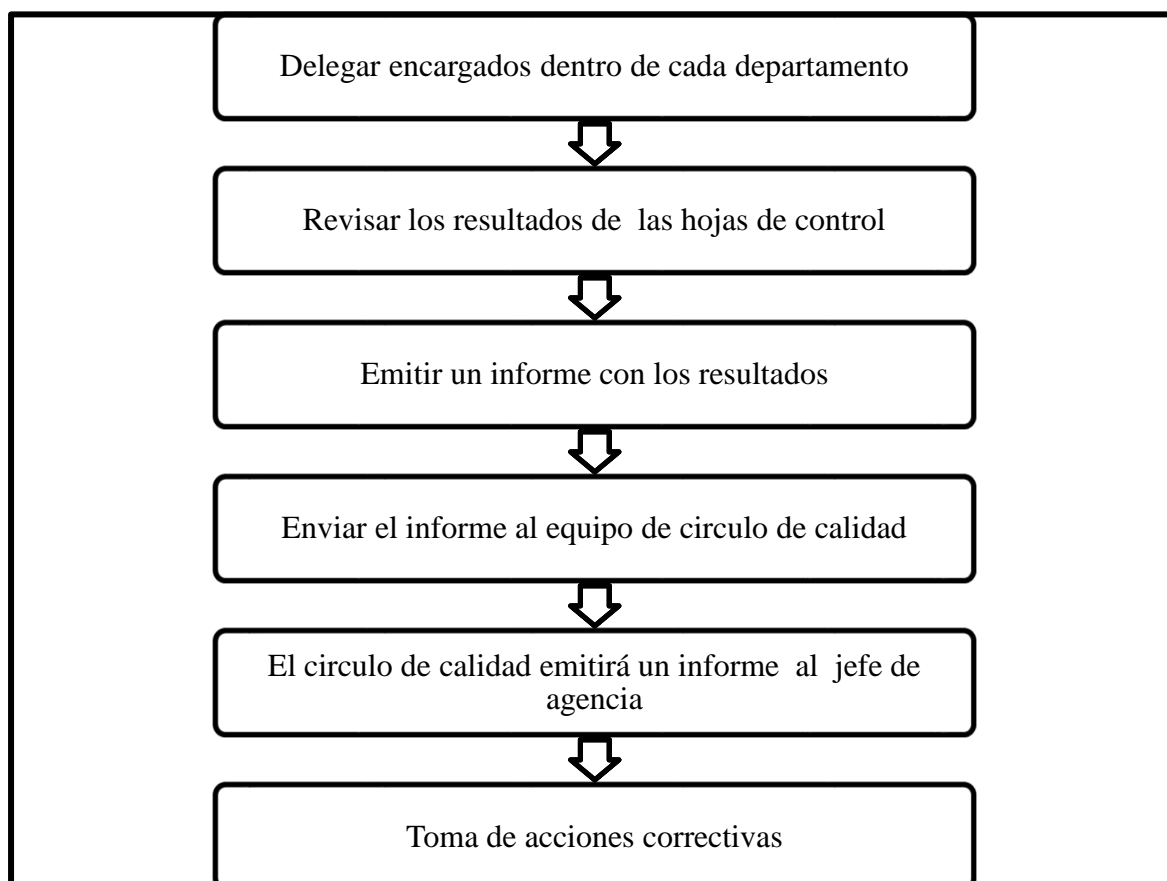 Delegar encargados dentro de cada departamento
Revisar los resultados de  las hojas de control
Emitir un informe con los resultados
Enviar el informe al equipo de circulo de calidad
El circulo de calidad emitirá un informe  al  jefe de
agencia
Toma de acciones correctivas